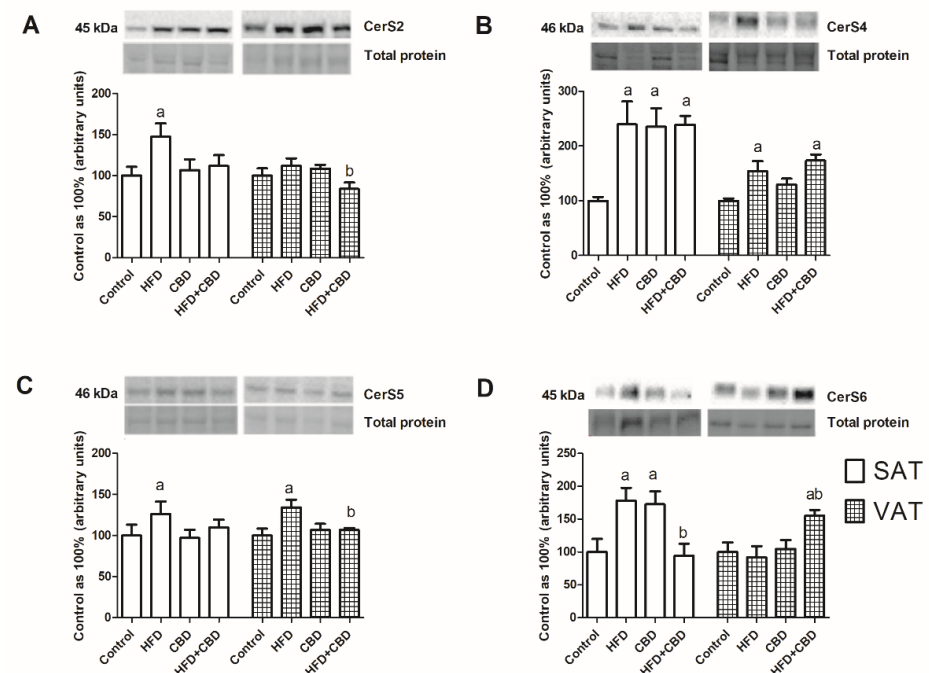 A
45 kDa
CerS2
Total protein
Control as 100% (arbitrary units)
200
150
100
50
0
a
b
Control
HFD
CBD
HFD+CBD
Control
HFD
CBD
HFD+CBD
B
46 kDa
CerS4
Total protein
Control as 100% (arbitrary units)
300
200
100
0
a
a
a
a
a
Control
HFD
CBD
HFD+CBD
Control
HFD
CBD
HFD+CBD
C
46 kDa
CerS5
Total protein
Control as 100% (arbitrary units)
200
150
100
50
0
a
a
b
Control
HFD
CBD
HFD+CBD
Control
HFD
CBD
HFD+CBD
D
45 kDa
CerS6
Total protein
Control as 100% (arbitrary units)
250
200
150
100
50
0
a
a
b
ab
Control
HFD
CBD
HFD+CBD
Control
HFD
CBD
HFD+CBD
SAT
VAT